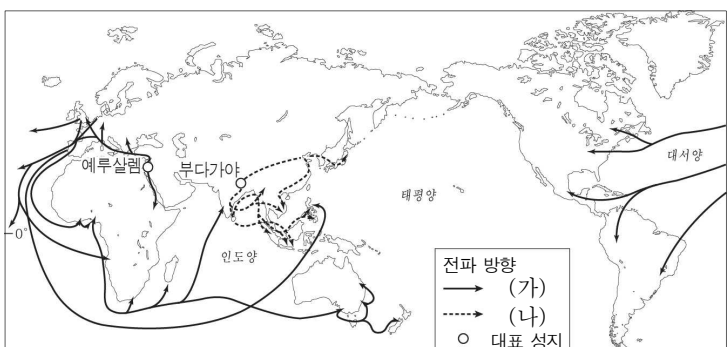 예루살렘
부다가야
대서양
태평양
0°
인도양
전파 방향
(가)
(나)
대표 성지